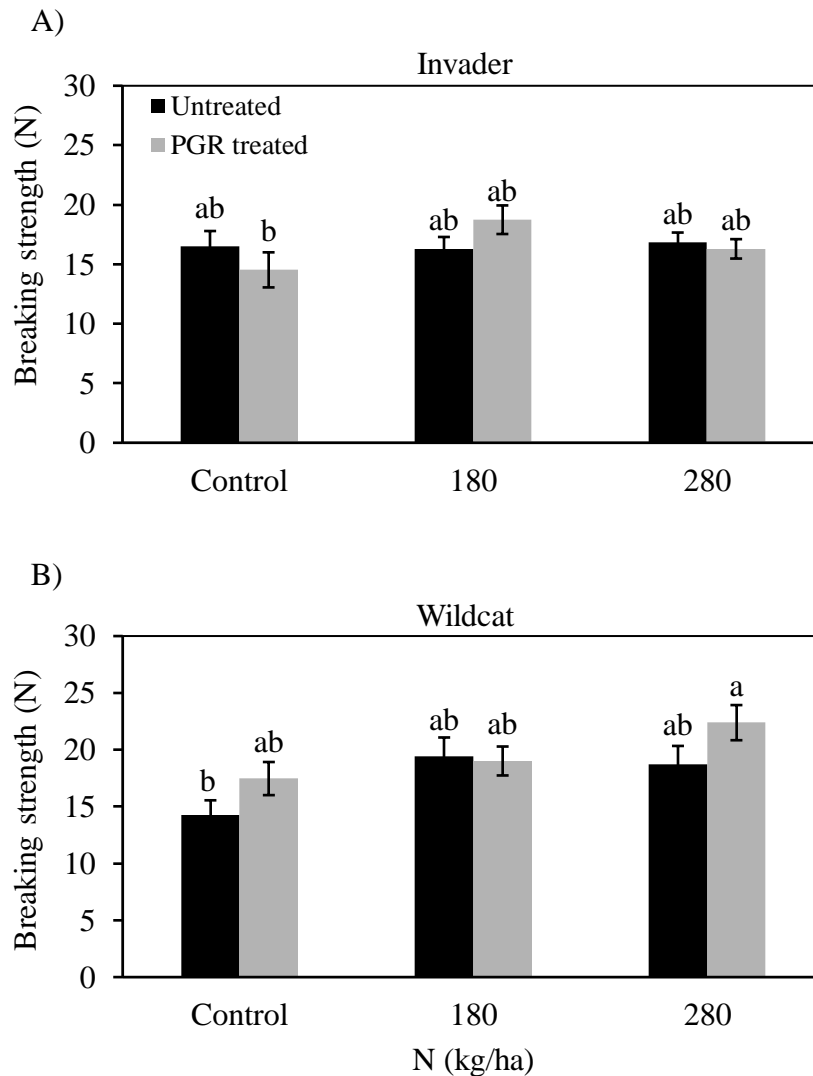 A)
Invader
Untreated
PGR treated
Breaking strength (N)
30
25
20
15
10
5
0
ab
b
ab
ab
ab
ab
Control 180 280
B)
Wildcat
Breaking strength (N)
30
25
20
15
10
5
0
b
ab
ab
ab
ab
a
Control 180 280
N (kg/ha)